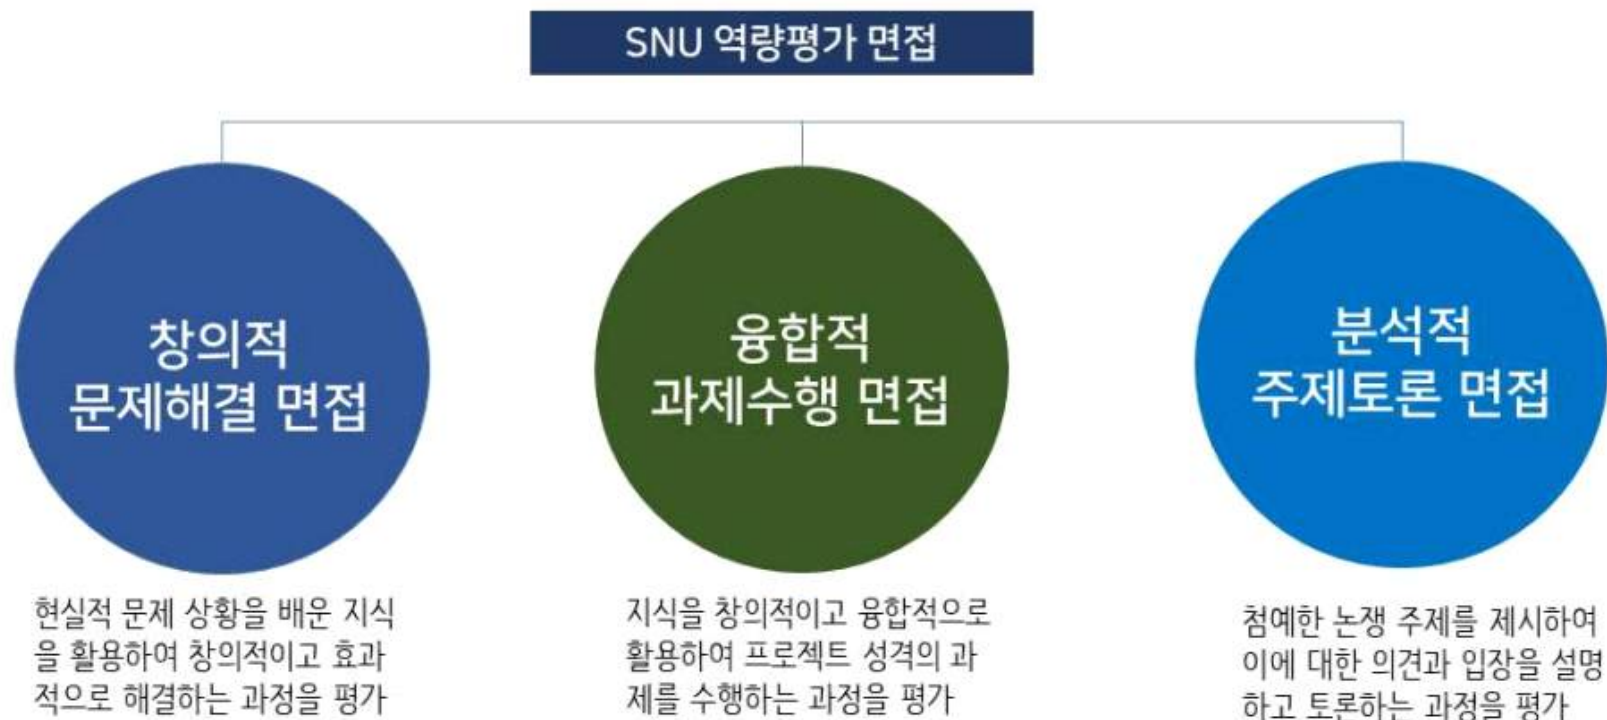 SNU 역량평가 면접
창의적
문제해결 면접
현실적 문제 상황을 배운 지식
을 활용하여 창의적이고 효과
적으로 해결하는 과정을 평가
융합적
과제수행 면접
지식을 창의적이고 융합적으로
활용하여 프로젝트 성격의 과
제를 수행하는 과정을 평가
분석적
주제토론 면접
첨예한 논쟁 주제를 제시하여
이에 대한 의견과 입장을 설명
하고 토론하는 과정을 평가